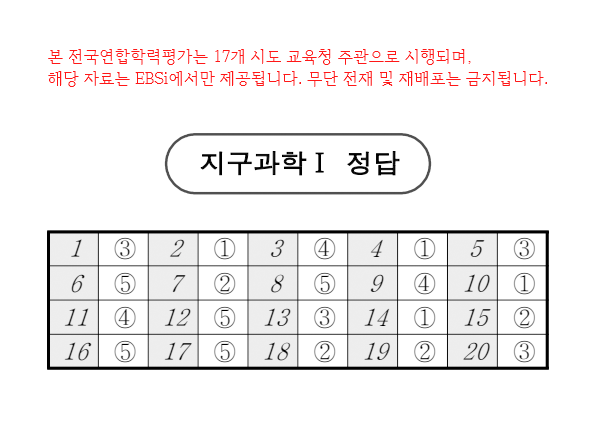 본 전국연합학력평가는 17개 시도 교육청 주관으로 시행되며,
해당 자료는 EBSi에서만 제공됩니다. 무단 전재 및 재배포는 금지됩니다.
지구과학Ⅰ 정답
1 ③ 2 ① 3 ④ 4 ① 5 ③
6 ⑤ 7 ② 8 ⑤ 9 ④ 10 ①
11 ④ 12 ⑤ 13 ③ 14 ① 15 ②
16 ⑤ 17 ⑤ 18 ② 19 ② 20 ③